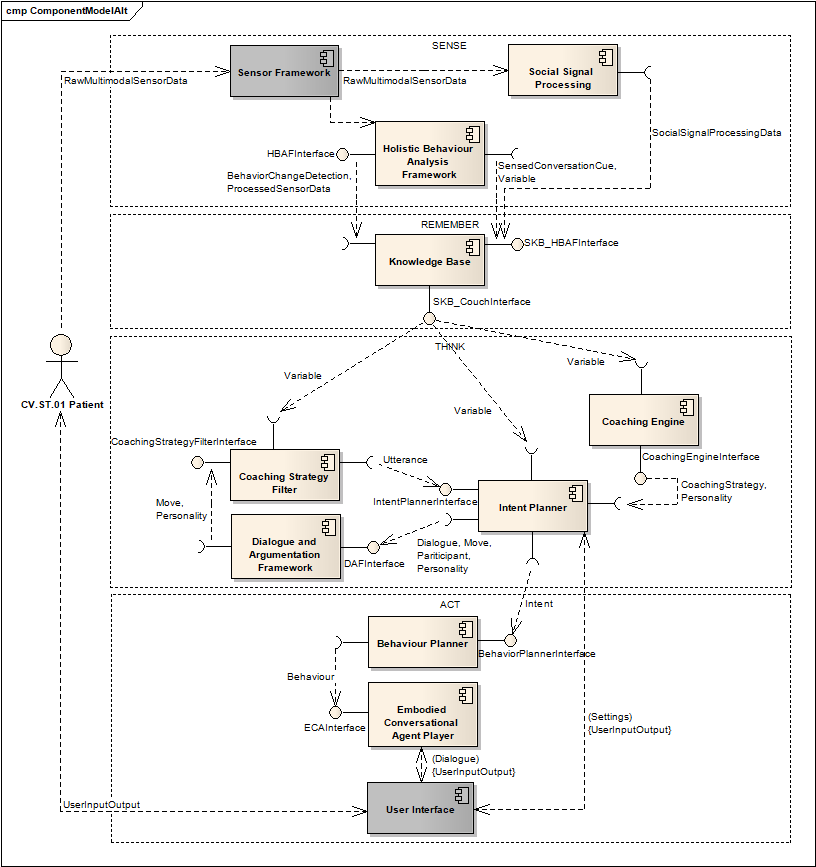 cmp ComponentModelAlt
SENSE
Sensor Framework
Social Signal
Processing
RawMultimodalSensorData
RawMultimodalSensorData
SocialSignalProcessingData
HBAFInterface
Holistic Behaviour
Analysis
Framework
SensedConversationCue,
Variable
BehaviorChangeDetection,
ProcessedSensorData
REMEMBER
SKB_HBAFInterface
Knowledge Base
SKB_CouchInterface
THINK
CV.ST.01 Patient
Variable
Variable
Variable
Coaching Engine
CoachingStrategyFilterInterface
CoachingEngineInterface
Utterance
Coaching Strategy
Filter
CoachingStrategy,
Personality
IntentPlannerInterface
Move,
Personality
Intent Planner
Dialogue and
Argumentation
Framework
DAFInterface
Dialogue, Move,
Pariticipant,
Personality
ACT
Intent
Behaviour Planner
BehaviorPlannerInterface
Behaviour
ECAInterface
Embodied
Conversational
Agent Player
(Settings)
{UserInputOutput}
(Dialogue)
{UserInputOutput}
UserInputOutput
User Interface